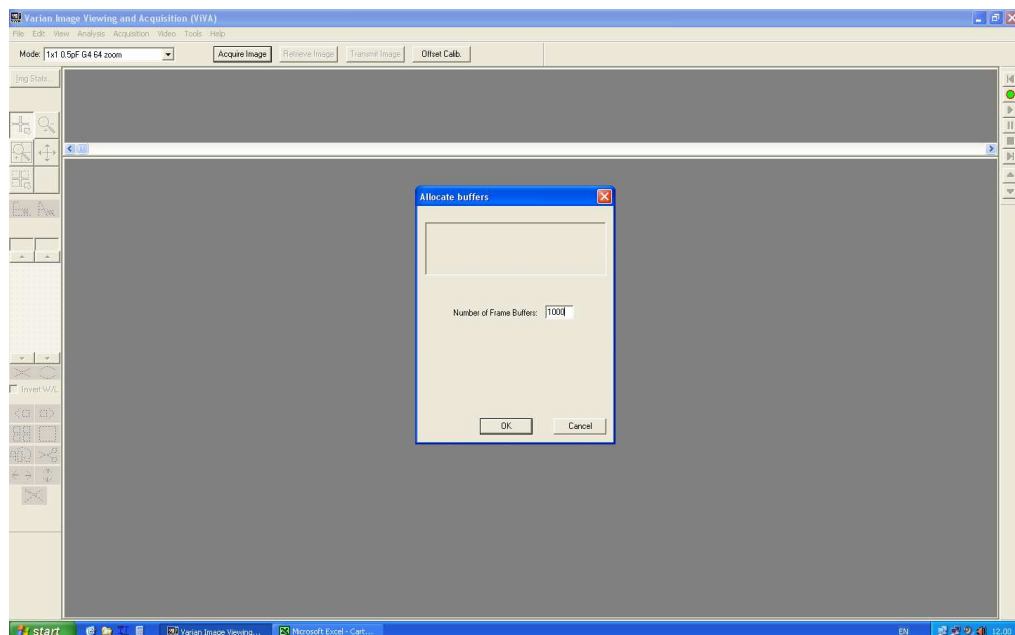 Varian Image Viewing and Acquisition (ViVA)
File Edit View Analysis Acquisition Video Tools Help
Mode: 1x1 0.5pF G4 64 zoom Acquire Image Retrieve Image Transmit Image Offset Calib.
Img Stats...
Allocate buffers
Number of Frame Buffers: 1000
Invert W/L
OK Cancel
start Varian Image Viewing... Microsoft Excel - Cart... EN 12.00